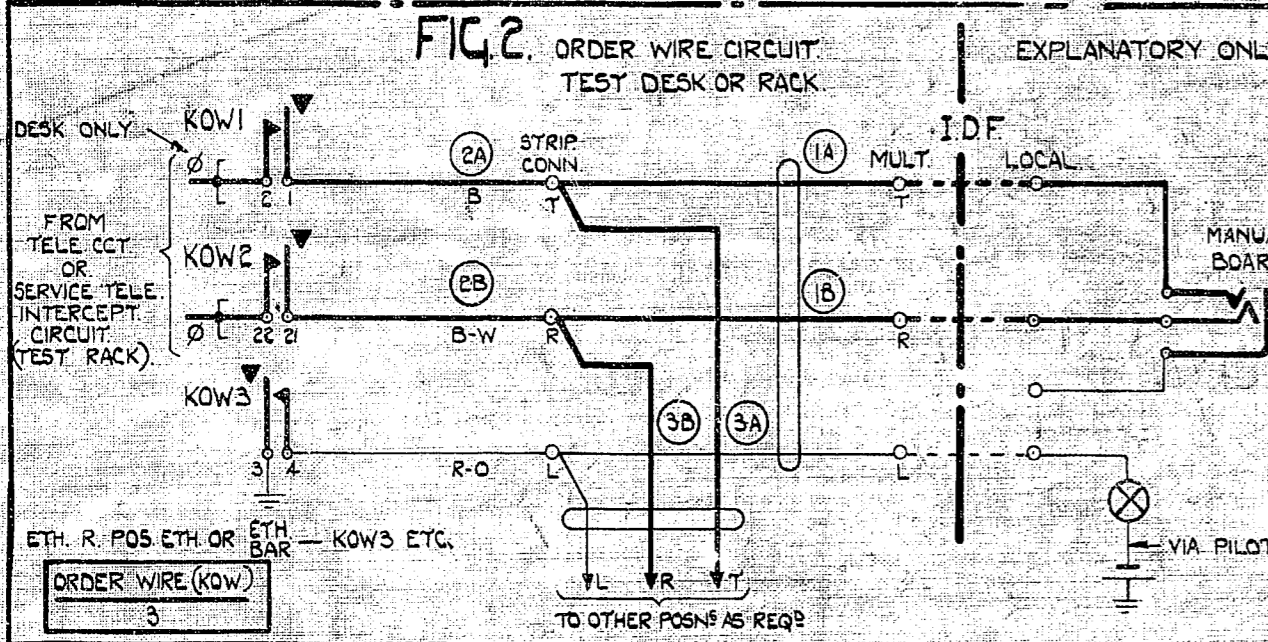 FIG. 2. ORDER WIRE CIRCUIT.
TEST DESK OR RACK.
EXPLANATORY ONL
DESK ONLY
KOW1
2A
STRIP
CONN.
1A
MULT.
I.D.F.
LOCAL.
Ø
2 1
B
T
T
FROM
TELE CCT
OR
SERVICE TELE.
INTERCEPT.
CIRCUIT.
(TEST RACK).
KOW2
2B
1B
MANUA
BOAR
Ø
22 21
B-W
R
R
KOW3
3B
3A
3 4
R-O
L
L
ETH. R. POS. ETH. OR ETH BAR — KOW3 ETC.
VIA PILOT
ORDER WIRE (KOW)
3
L R T
TO OTHER POSNS AS REQD